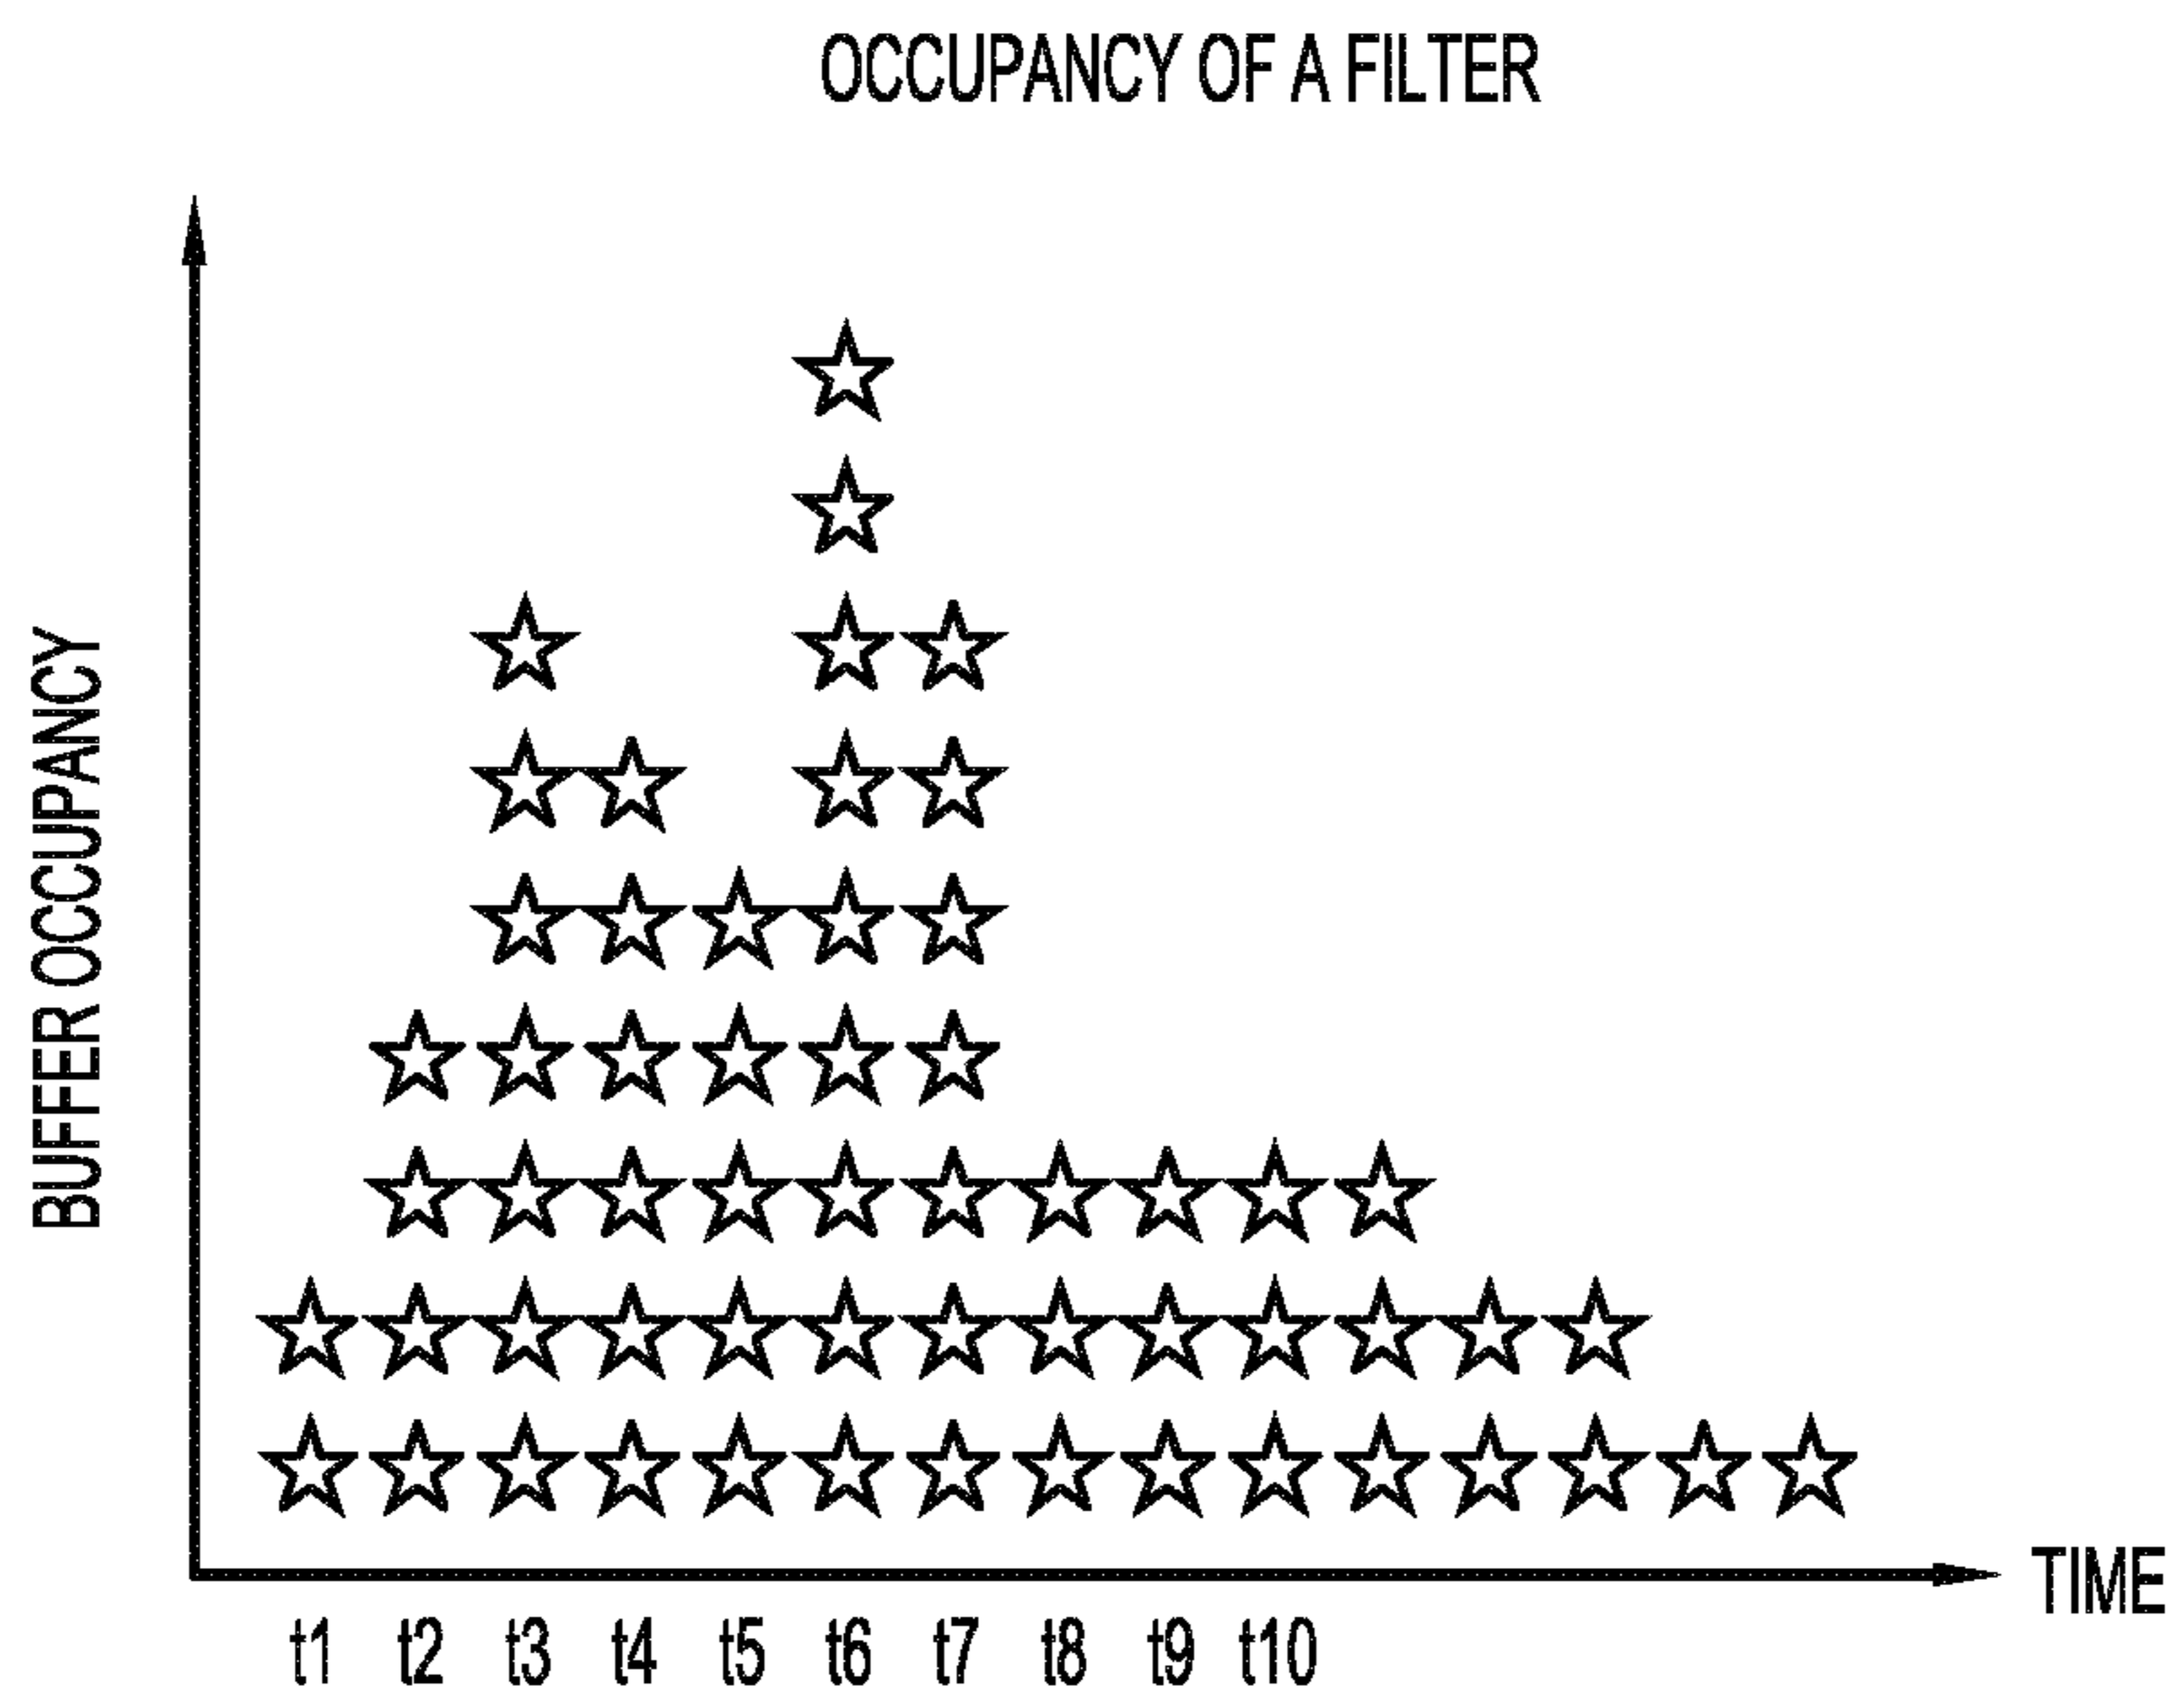 OCCUPANCY OF A FILTER
BUFFER OCCUPANCY
TIME
t1 t2 t3 t4 t5 t6 t7 t8 t9 t10